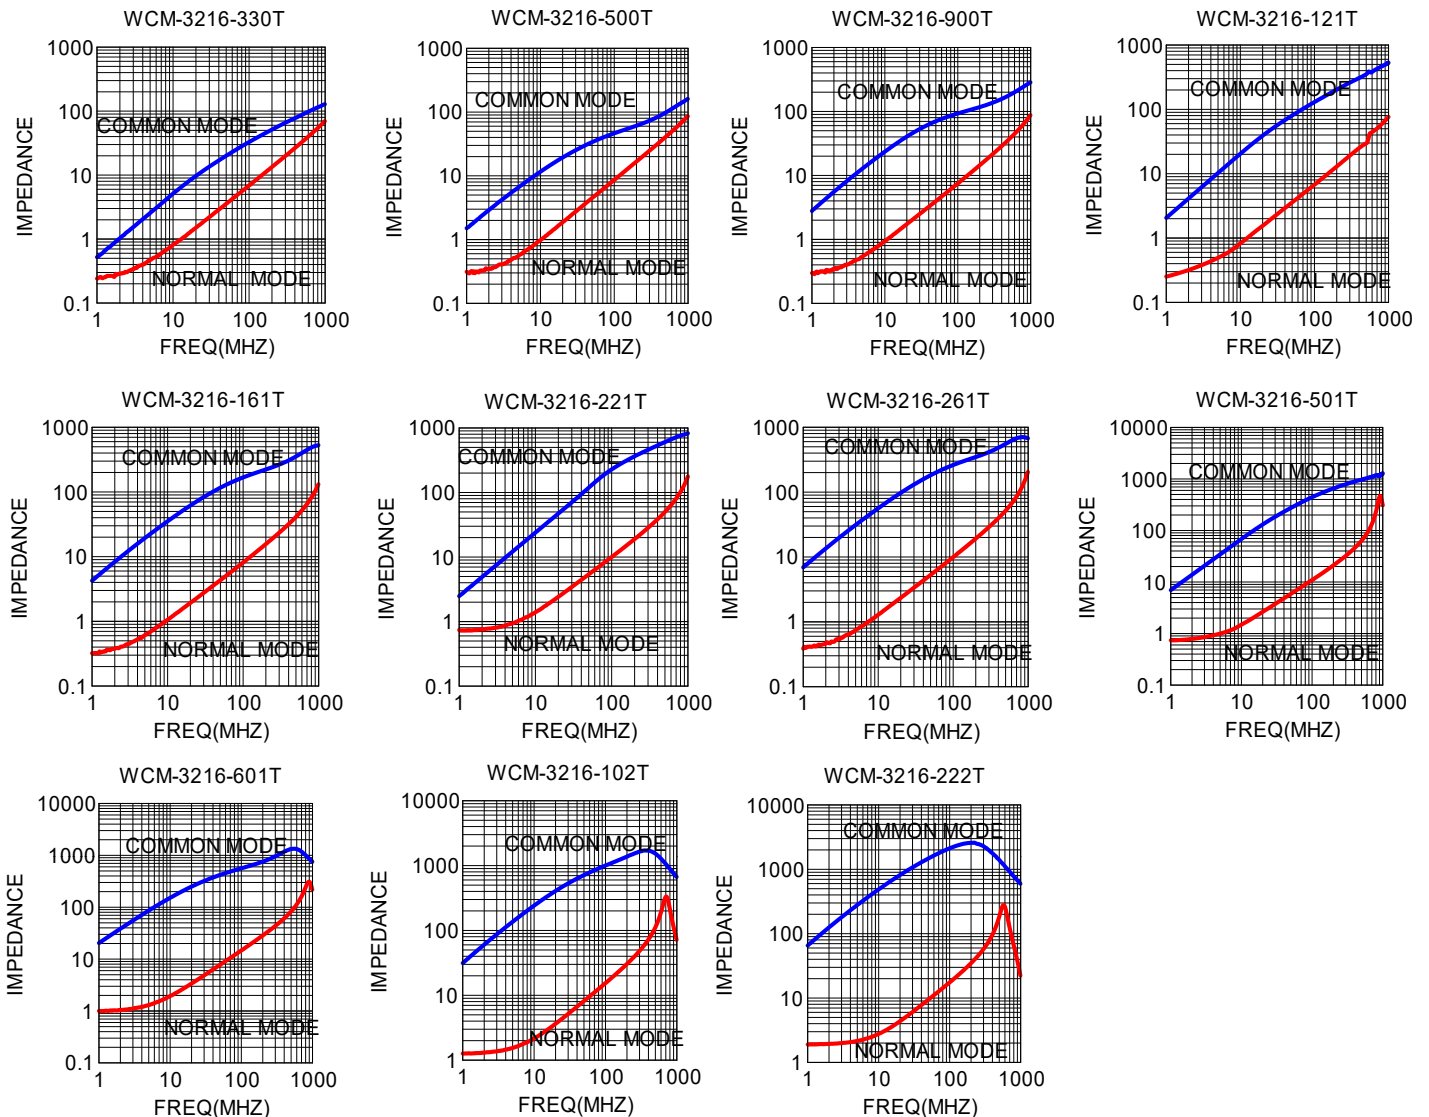 WCM-3216-330T
1000
100
10
1
0.1
IMPEDANCE
COMMON MODE
NORMAL MODE
1 10 100 1000
FREQ(MHZ)
WCM-3216-500T
1000
100
10
1
0.1
IMPEDANCE
COMMON MODE
NORMAL MODE
1 10 100 1000
FREQ(MHZ)
WCM-3216-900T
1000
100
10
1
0.1
IMPEDANCE
COMMON MODE
NORMAL MODE
1 10 100 1000
FREQ(MHZ)
WCM-3216-121T
1000
100
10
1
0.1
IMPEDANCE
COMMON MODE
NORMAL MODE
1 10 100 1000
FREQ(MHZ)
WCM-3216-161T
1000
100
10
1
0.1
IMPEDANCE
COMMON MODE
NORMAL MODE
1 10 100 1000
FREQ(MHZ)
WCM-3216-221T
1000
100
10
1
0.1
IMPEDANCE
COMMON MODE
NORMAL MODE
1 10 100 1000
FREQ(MHZ)
WCM-3216-261T
1000
100
10
1
0.1
IMPEDANCE
COMMON MODE
NORMAL MODE
1 10 100 1000
FREQ(MHZ)
WCM-3216-501T
10000
1000
100
10
1
0.1
IMPEDANCE
COMMON MODE
NORMAL MODE
1 10 100 1000
FREQ(MHZ)
WCM-3216-601T
10000
1000
100
10
1
0.1
IMPEDANCE
COMMON MODE
NORMAL MODE
1 10 100 1000
FREQ(MHZ)
WCM-3216-102T
10000
1000
100
10
1
IMPEDANCE
COMMON MODE
NORMAL MODE
1 10 100 1000
FREQ(MHZ)
WCM-3216-222T
10000
1000
100
10
1
IMPEDANCE
COMMON MODE
NORMAL MODE
1 10 100 1000
FREQ(MHZ)